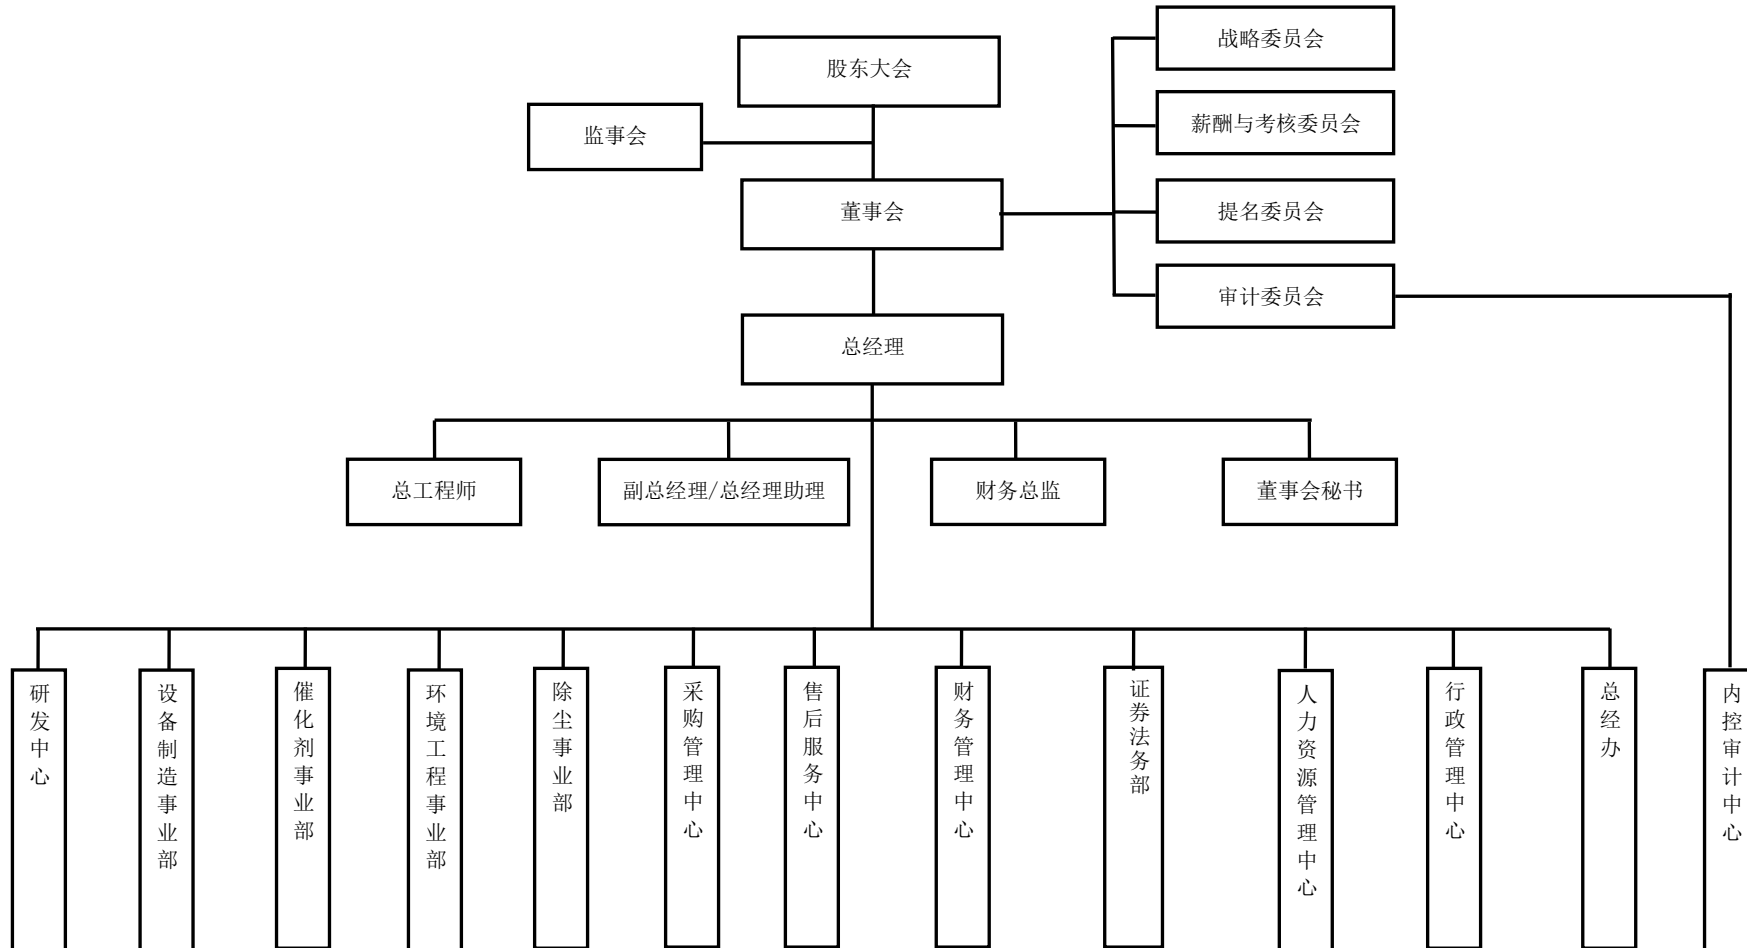 战略委员会
股东大会
薪酬与考核委员会
监事会
提名委员会
董事会
审计委员会
总经理
总工程师
副总经理/总经理助理
财务总监
董事会秘书
研发中心
设备制造事业部
催化剂事业部
环境工程事业部
除尘事业部
采购管理中心
售后服务中心
财务管理中心
证券法务部
人力资源管理中心
行政管理中心
总经办
内控审计中心